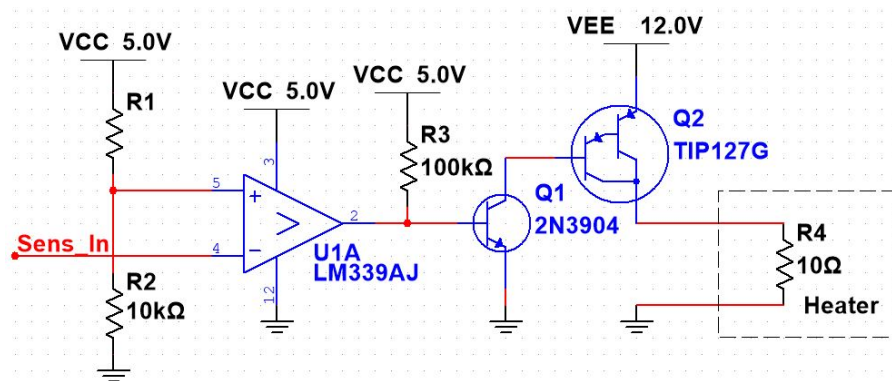 VCC 5.0V
R1
VCC 5.0V
VCC 5.0V
VEE 12.0V
R3
100kΩ
Q2
TIP127G
3
5
+
2
Q1
2N3904
Sens_In
4
−
U1A
LM339AJ
12
R2
10kΩ
R4
10Ω
Heater